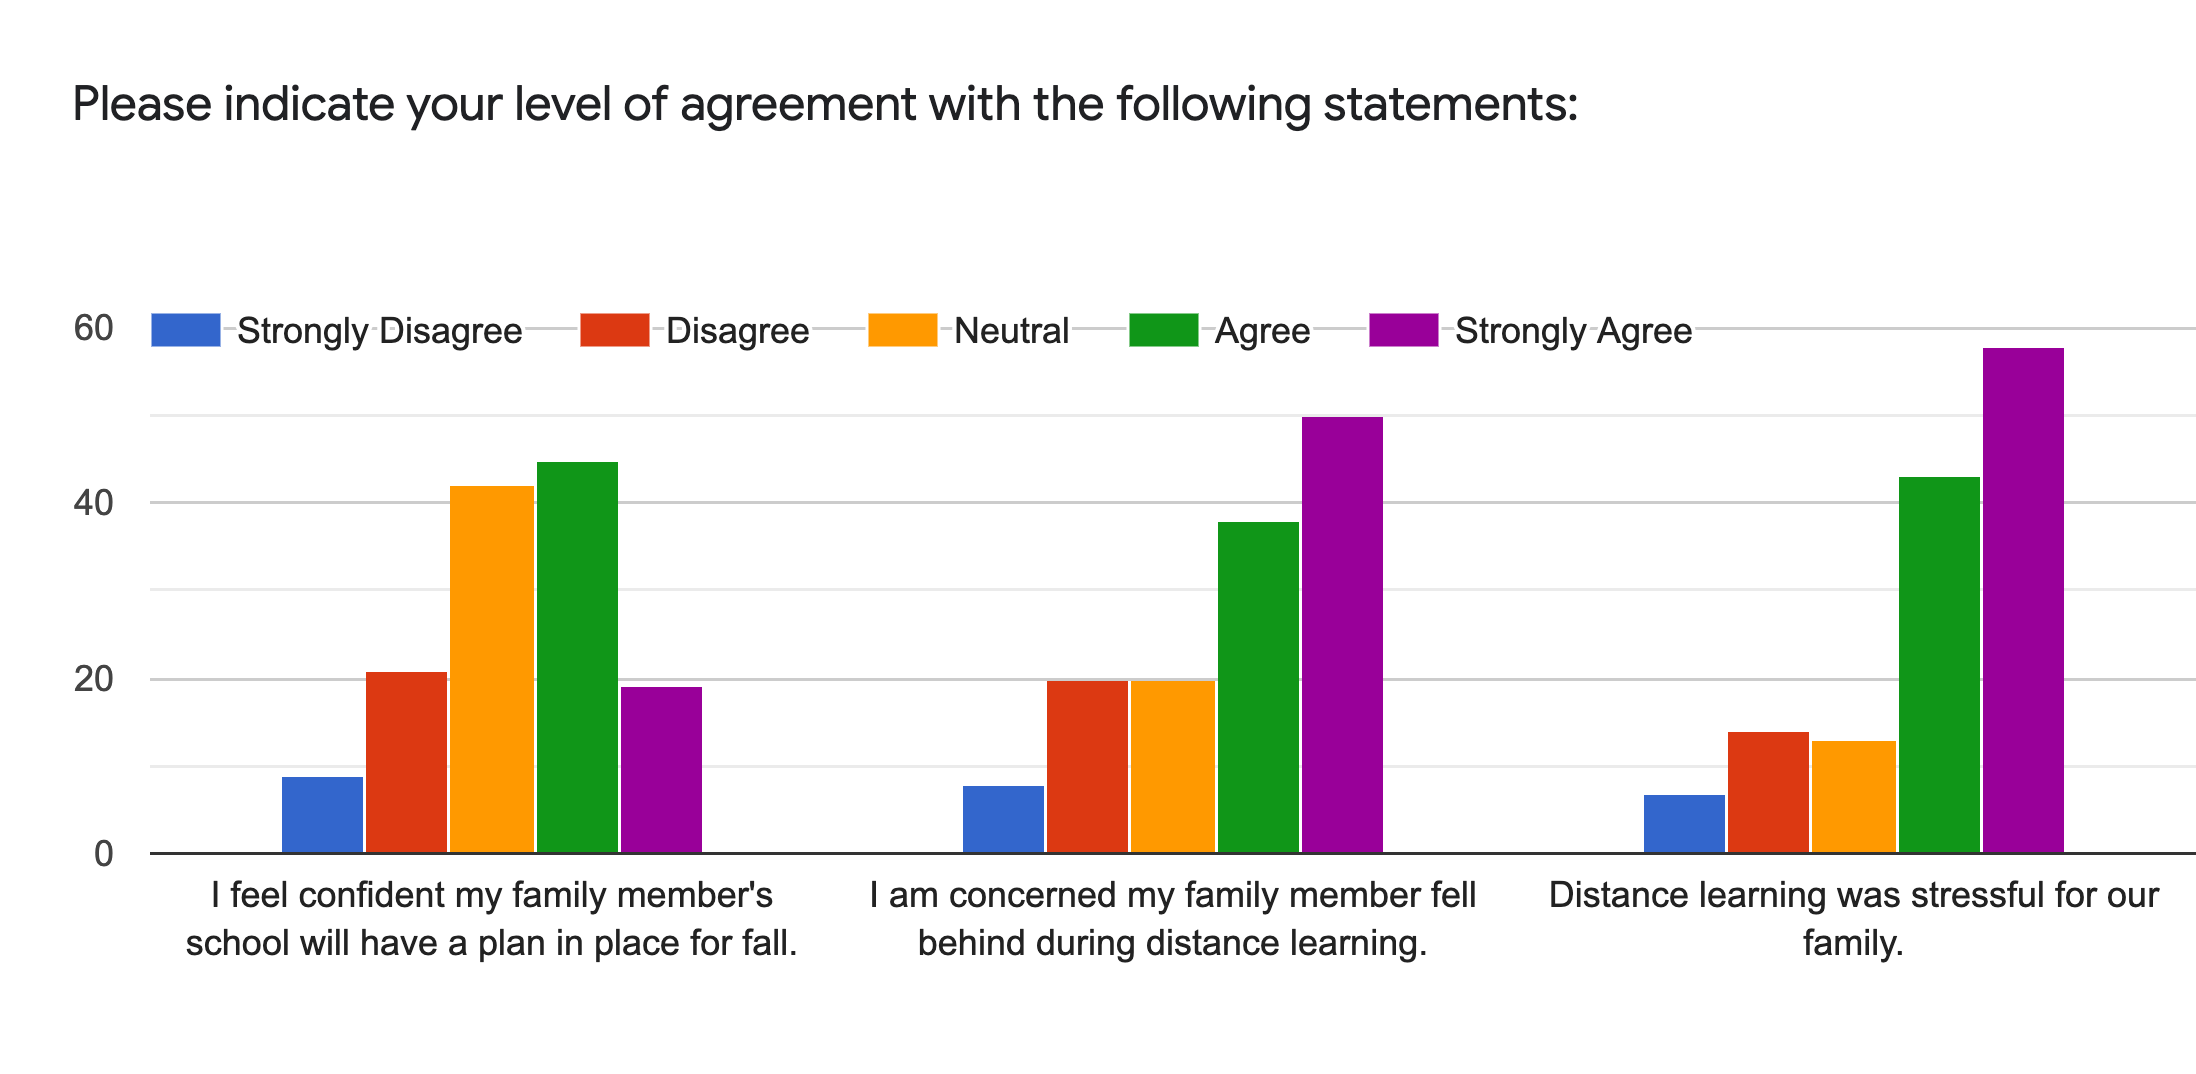 Please indicate your level of agreement with the following statements:
60
Strongly Disagree
Disagree
Neutral
Agree
Strongly Agree
40
20
0
I feel confident my family member's
school will have a plan in place for fall.
I am concerned my family member fell
behind during distance learning.
Distance learning was stressful for our
family.